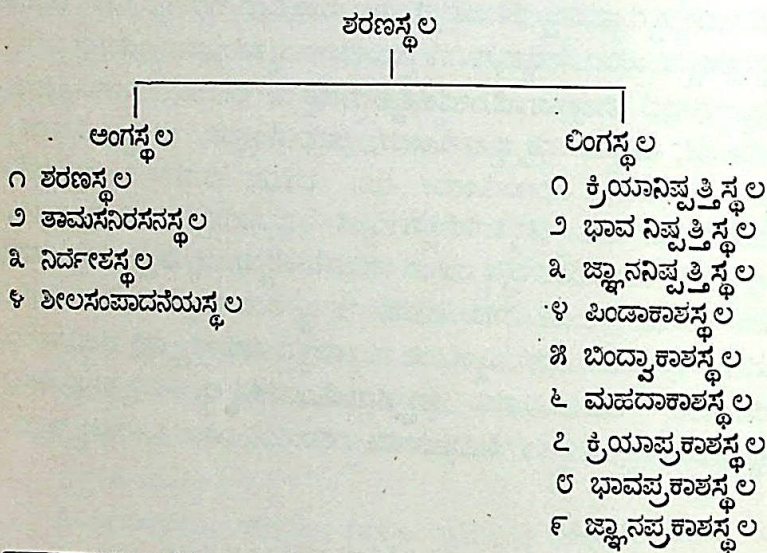 ಶರಣಸ್ಥಲ
ಅಂಗಸ್ಥಲ
೧ ಶರಣಸ್ಥಲ
೨ ತಾಮಸನಿರಸನಸ್ಥಲ
೩ ನಿರ್ದೇಶಸ್ಥಲ
೪ ಶೀಲಸಂಪಾದನೆಯಸ್ಥಲ
ಲಿಂಗಸ್ಥಲ
೧ ಕ್ರಿಯಾನಿಷ್ಪತ್ತಿಸ್ಥಲ
೨ ಭಾವ ನಿಷ್ಪತ್ತಿಸ್ಥಲ
೩ ಜ್ಞಾನನಿಷ್ಪತ್ತಿಸ್ಥಲ
೪ ಪಿಂಡಾಕಾಶಸ್ಥಲ
೫ ಬಿಂದ್ವಾಕಾಶಸ್ಥಲ
೬ ಮಹದಾಕಾಶಸ್ಥಲ
೭ ಕ್ರಿಯಾಪ್ರಕಾಶಸ್ಥಲ
೮ ಭಾವಪ್ರಕಾಶಸ್ಥಲ
೯ ಜ್ಞಾನಪ್ರಕಾಶಸ್ಥಲ